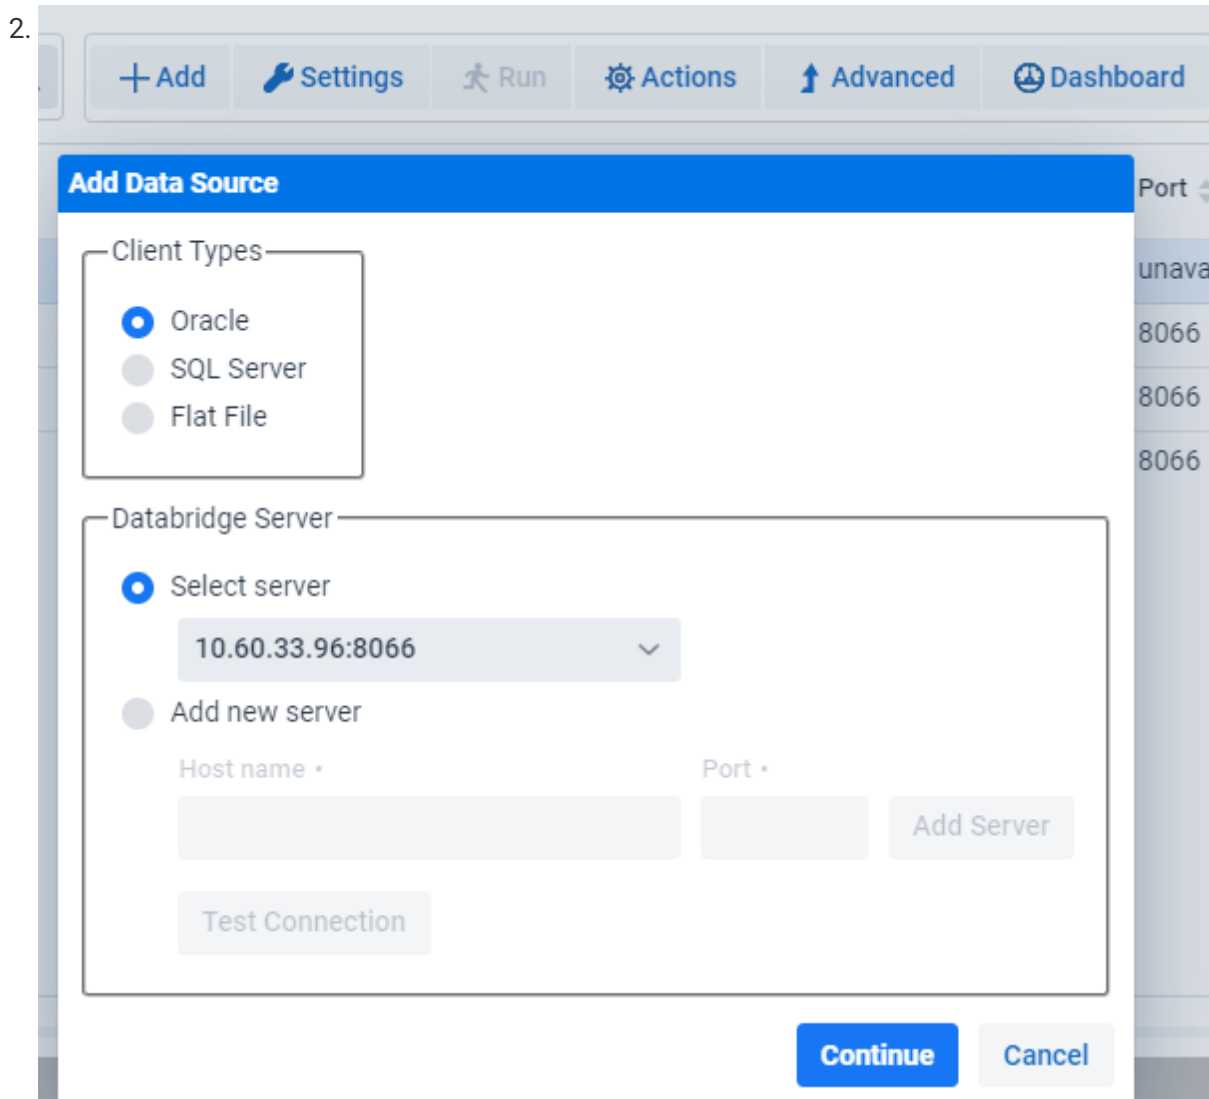 2.
Add Settings Run Actions Advanced Dashboard
Add Data Source
Port
Client Types
unava
Oracle
8066
SQL Server
8066
Flat File
8066
Databridge Server
Select server
10.60.33.96:8066
Add new server
Host name • Port •
Add Server
Test Connection
Continue Cancel